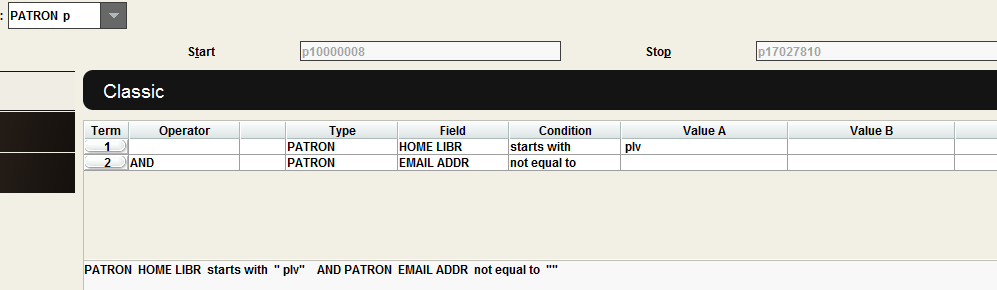 : PATRON p
Start p10000008 Stop p17027810
Classic
Term Operator Type Field Condition Value A Value B
1 PATRON HOME LIBR starts with plv
2 AND PATRON EMAIL ADDR not equal to
PATRON HOME LIBR starts with " plv" AND PATRON EMAIL ADDR not equal to ""